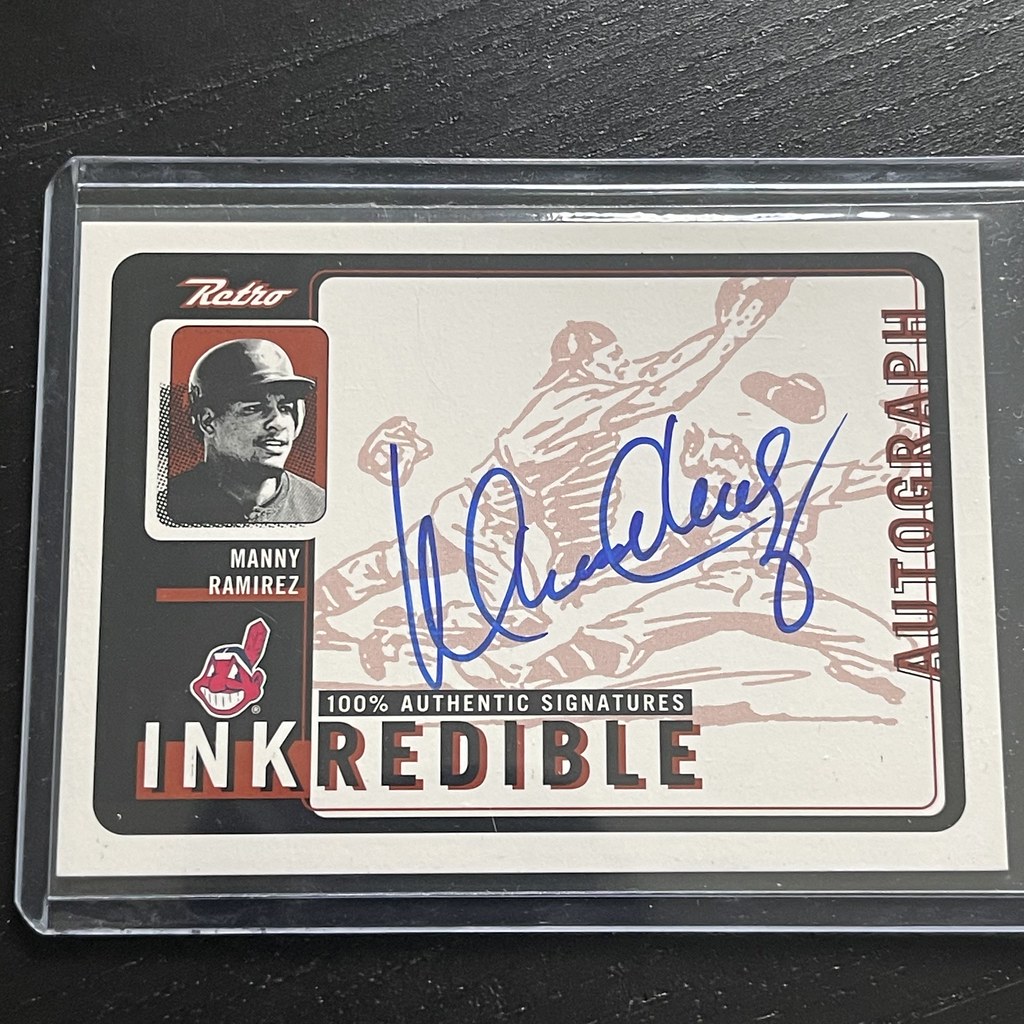 Retro
MANNY
RAMIREZ
100% AUTHENTIC SIGNATURES
INKREDIBLE
AUTOGRAPH
®